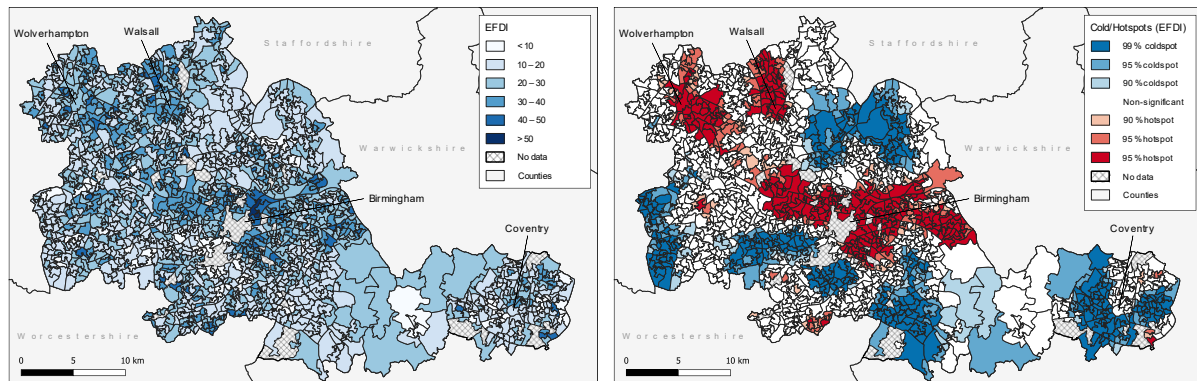 Wolverhampton
Walsall
Staffordshire
Warwickshire
Birmingham
Coventry
Worcestershire
0 5 10 km
EFDI
< 10
10 – 20
20 – 30
30 – 40
40 – 50
> 50
No data
Counties
Wolverhampton
Walsall
Staffordshire
Warwickshire
Birmingham
Coventry
Worcestershire
0 5 10 km
Cold/Hotspots (EFDI)
99 % coldspot
95 % coldspot
90 % coldspot
Non-significant
90 % hotspot
95 % hotspot
95 % hotspot
No data
Counties